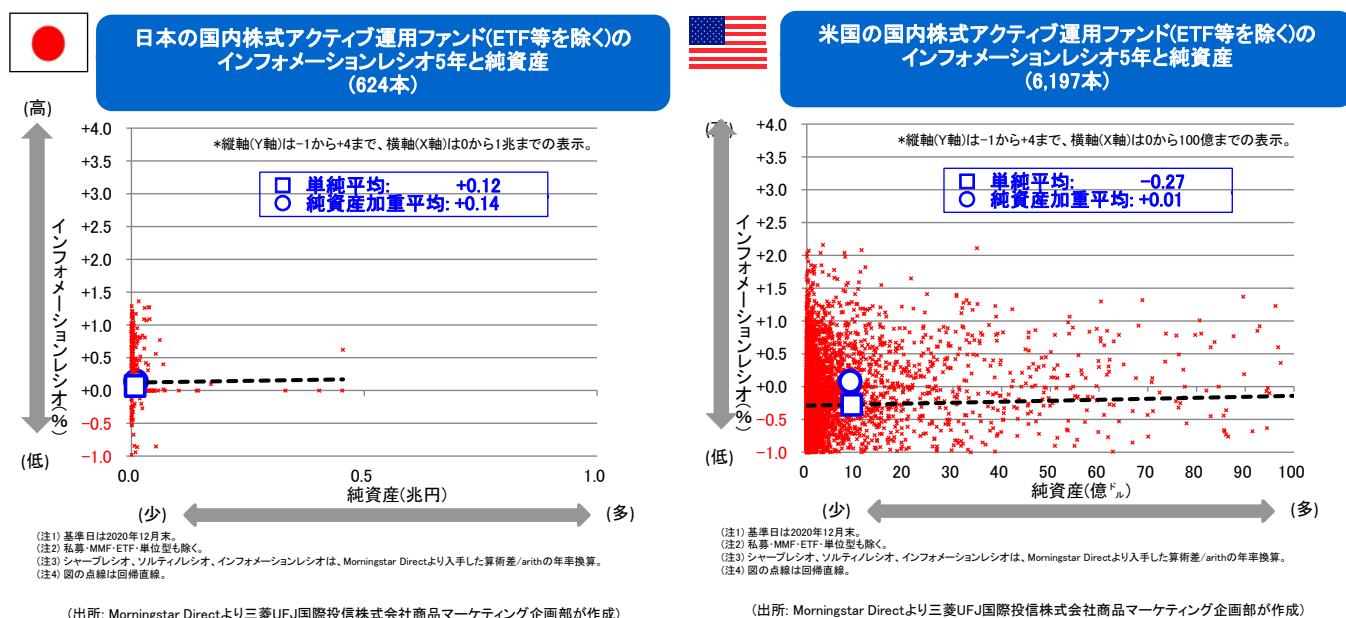 日本の国内株式アクティブ運用ファンド(ETF等を除く)の
インフォメーションレシオ5年と純資産
(624本)
(高)
+4.0
*縦軸(Y軸)は-1から+4まで、横軸(X軸)は0から1兆までの表示。
+3.5
単純平均: +0.12
+3.0
純資産加重平均: +0.14
+2.5
+2.0
+1.5
+1.0
+0.5
+0.0
-0.5
-1.0
インフォメーションレシオ(%)
(低)
0.0 0.5 1.0
純資産(兆円)
(少) (多)
(注1) 基準日は2020年12月末。
(注2) 私募・MMF・ETF・単位型も除く。
(注3) シャープレシオ、ソルティノレシオ、インフォメーションレシオは、Morningstar Directより入手した算術差/arithの年率換算。
(注4) 図の点線は回帰直線。
(出所: Morningstar Directより三菱UFJ国際投信株式会社商品マーケティング企画部が作成)
米国の国内株式アクティブ運用ファンド(ETF等を除く)の
インフォメーションレシオ5年と純資産
(6,197本)
+4.0
*縦軸(Y軸)は-1から+4まで、横軸(X軸)は0から100億までの表示。
+3.5
単純平均: -0.27
+3.0
純資産加重平均: +0.01
+2.5
+2.0
+1.5
+1.0
+0.5
+0.0
-0.5
-1.0
インフォメーションレシオ(%)
(低)
0 10 20 30 40 50 60 70 80 90 100
純資産(億㌦)
(少) (多)
(注1) 基準日は2020年12月末。
(注2) 私募・MMF・ETF・単位型も除く。
(注3) シャープレシオ、ソルティノレシオ、インフォメーションレシオは、Morningstar Directより入手した算術差/arithの年率換算。
(注4) 図の点線は回帰直線。
(出所: Morningstar Directより三菱UFJ国際投信株式会社商品マーケティング企画部が作成)